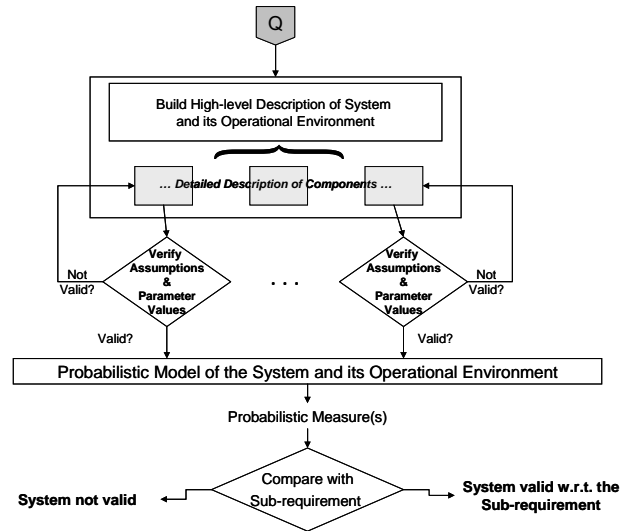 Q
Build High-level Description of System
and its Operational Environment
... Detailed Description of Components ...
Verify
Assumptions
&
Parameter
Values
Not
Valid?
. . .
Verify
Assumptions
&
Parameter
Values
Not
Valid?
Valid?
Valid?
Probabilistic Model of the System and its Operational Environment
Probabilistic Measure(s)
Compare with
Sub-requirement
System not valid
System valid w.r.t. the
Sub-requirement